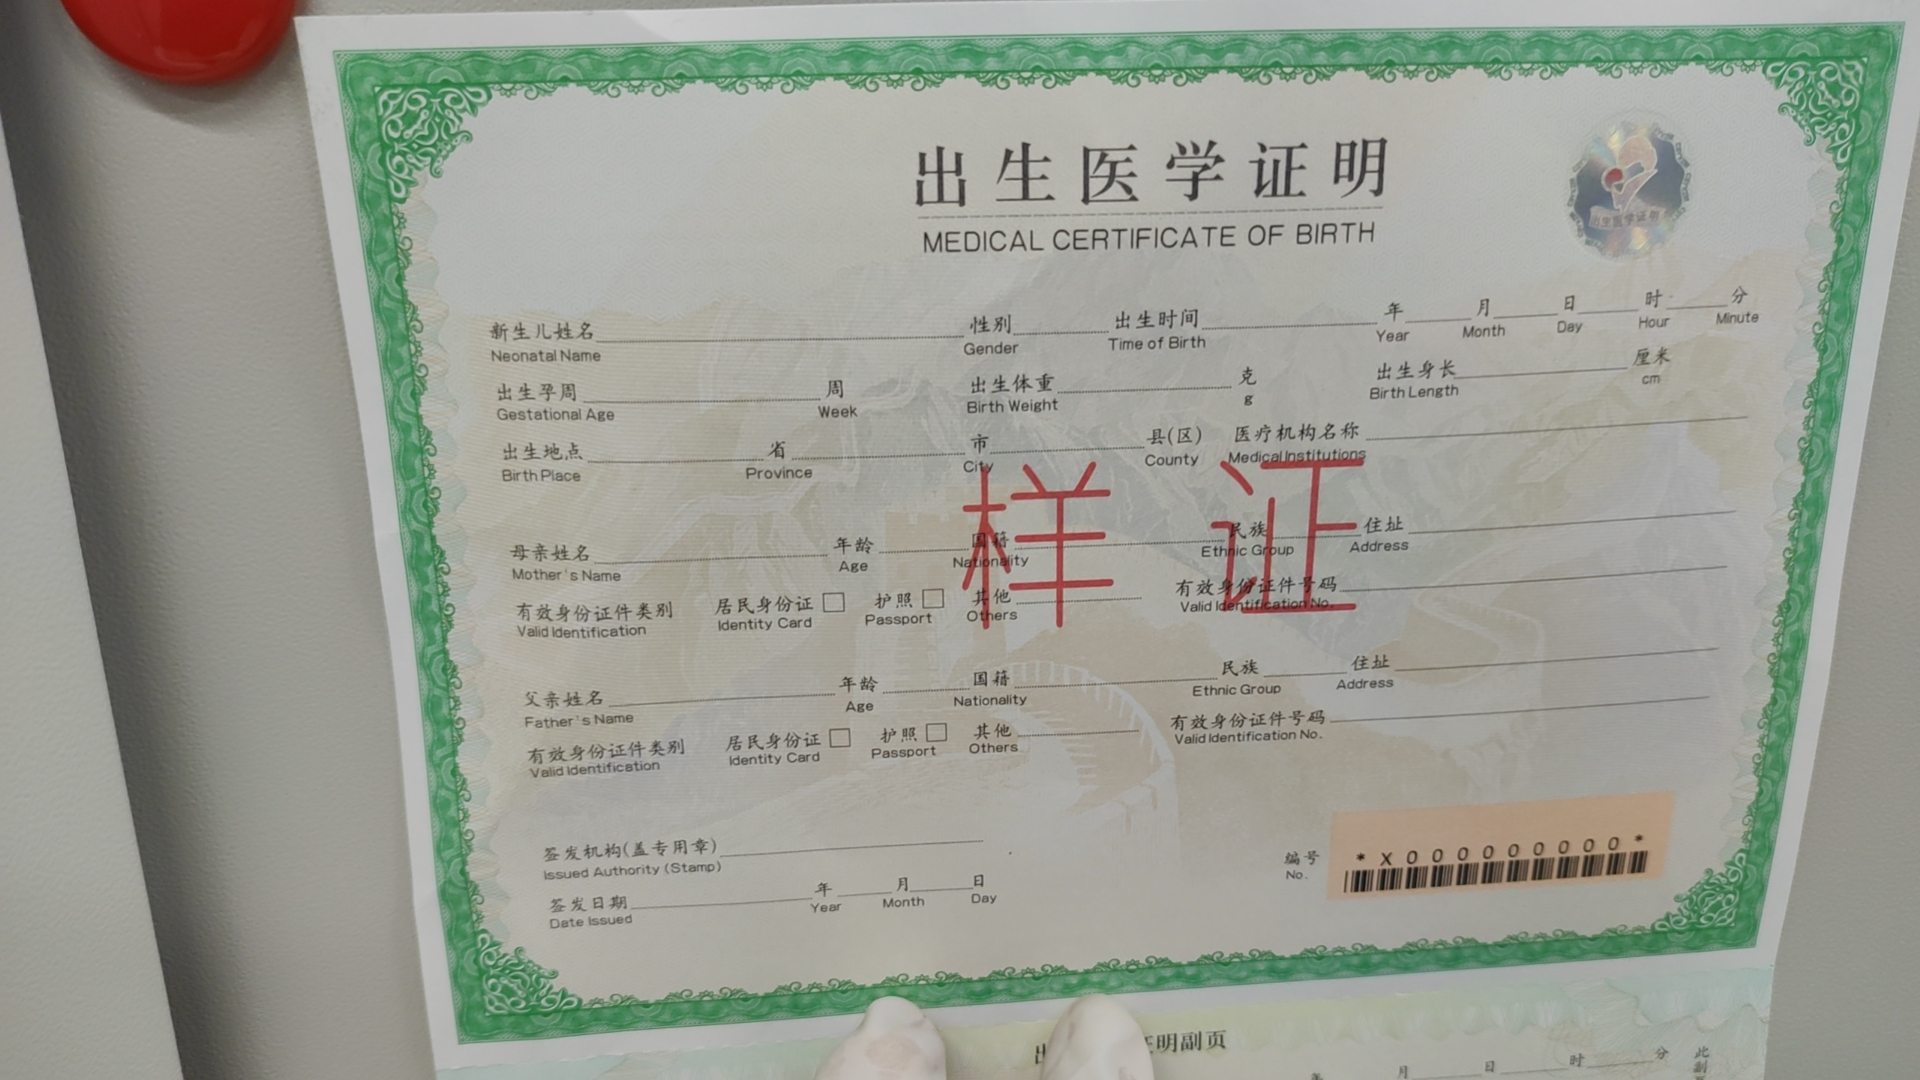 出生医学证明
MEDICAL CERTIFICATE OF BIRTH
出生医学证明
新生儿姓名 性别 出生时间 年 月 日 时 分
Neonatal Name Gender Time of Birth Year Month Day Hour Minute
出生孕周 周 出生体重 克 出生身长 厘米
Gestational Age Week Birth Weight g Birth Length cm
出生地点 省 市 县(区) 医疗机构名称
Birth Place Province City County Medical Institutions
样证
母亲姓名 年龄 国籍 民族 住址
Mother's Name Age Nationality Ethnic Group Address
有效身份证件类别 居民身份证 护照 其他 有效身份证件号码
Valid Identification Identity Card Passport Others Valid Identification No.
父亲姓名 年龄 国籍 民族 住址
Father's Name Age Nationality Ethnic Group Address
有效身份证件类别 居民身份证 护照 其他 有效身份证件号码
Valid Identification Identity Card Passport Others Valid Identification No.
签发机构(盖专用章)
Issued Authority (Stamp)
编号 *X000000000*
No.
签发日期 年 月 日
Date Issued Year Month Day
明副页
年 月 日 时 分 此副